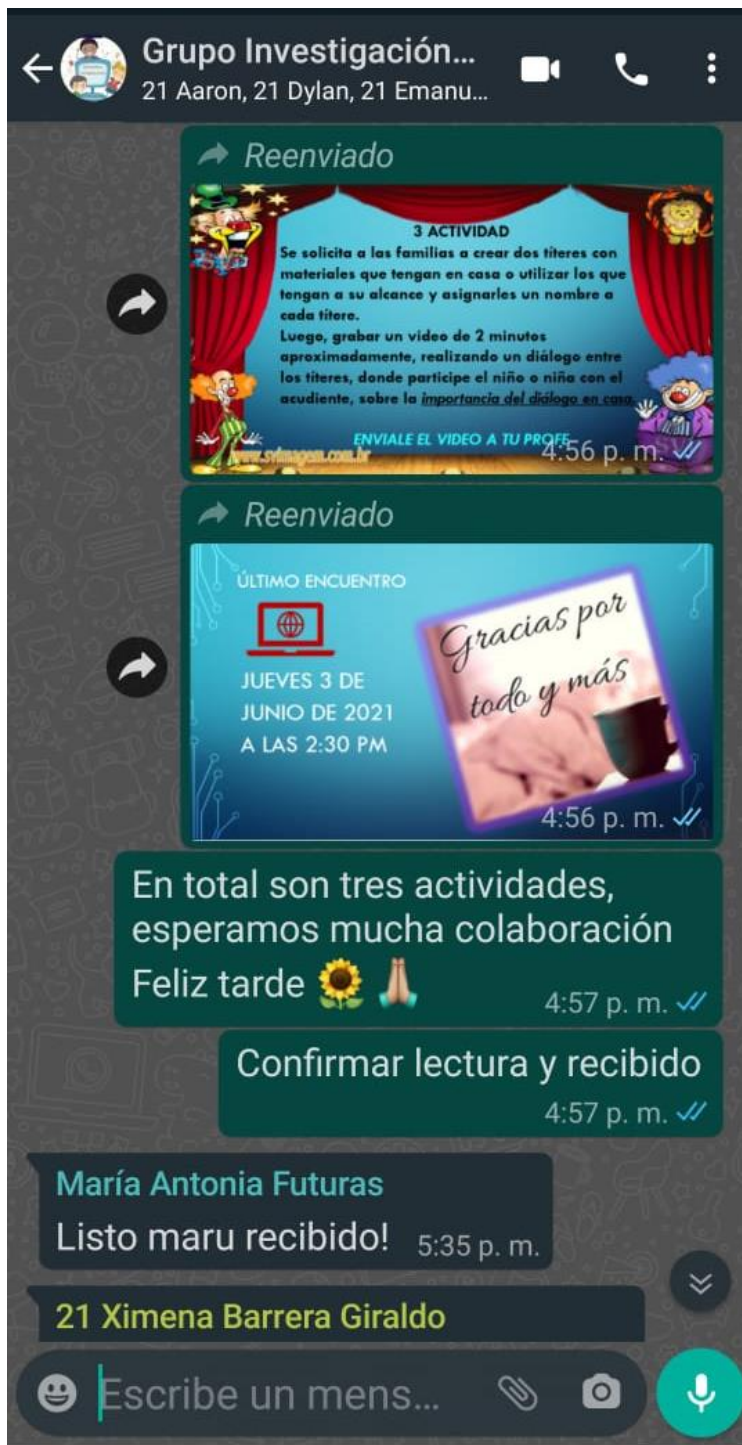 Grupo Investigación...
21 Aaron, 21 Dylan, 21 Emanu...
Reenviado
3 ACTIVIDAD
Se solicita a las familias a crear dos títeres con
materiales que tengan en casa o utilizar los que
tengan a su alcance y asignarles un nombre a
cada títere.
Luego, grabar un video de 2 minutos
aproximadamente, realizando un diálogo entre
los títeres, donde participe el niño o niña con el
acudiente, sobre la importancia del diálogo en casa.
ENVIALE EL VIDEO A TU PROFE
www.svimagem.com.br
4:56 p. m.
Reenviado
ÚLTIMO ENCUENTRO
JUEVES 3 DE
JUNIO DE 2021
A LAS 2:30 PM
Gracias por
todo y más
4:56 p. m.
En total son tres actividades,
esperamos mucha colaboración
Feliz tarde 🌻 🙏🏼
4:57 p. m.
Confirmar lectura y recibido
4:57 p. m.
María Antonia Futuras
Listo maru recibido! 5:35 p. m.
21 Ximena Barrera Giraldo
Escribe un mens...